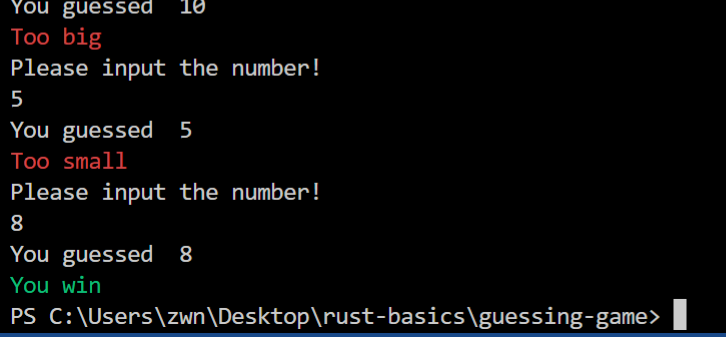 You guessed  10
Too big
Please input the number!
5
You guessed  5
Too small
Please input the number!
8
You guessed  8
You win
PS C:\Users\zwn\Desktop\rust-basics\guessing-game>